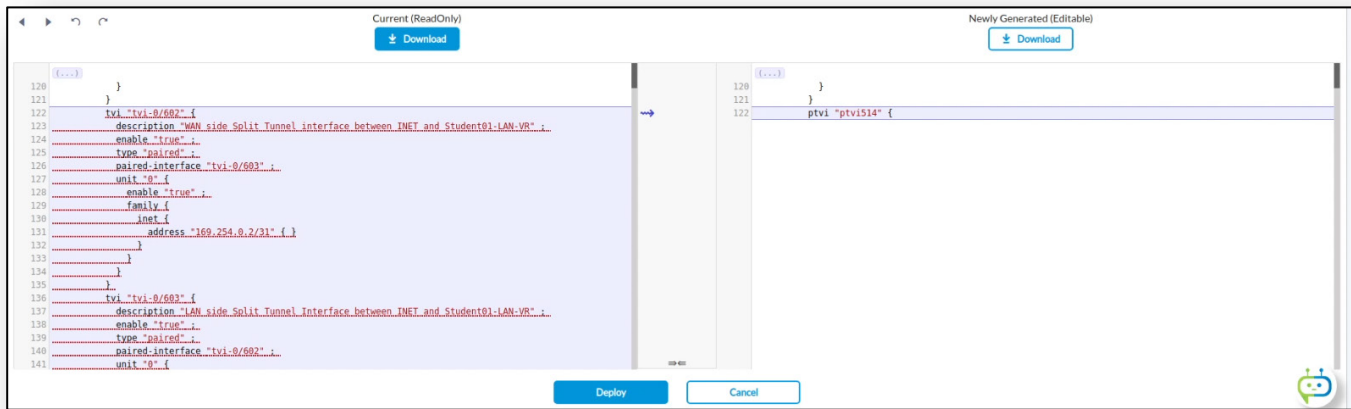 Current (ReadOnly)
Newly Generated (Editable)
Download
Download
(...)
120 }
121 }
122 tvi "tvi-0/602" {
123 description "WAN side Split Tunnel interface between INET and Student01-LAN-VR" ;
124 enable "true" ;
125 type "paired" ;
126 paired-interface "tvi-0/603" ;
127 unit "0" {
128 enable "true" ;
129 family {
130 inet {
131 address "169.254.0.2/31" { }
132 }
133 }
134 }
135 }
136 tvi "tvi-0/603" {
137 description "LAN side Split Tunnel Interface between INET and Student01-LAN-VR" ;
138 enable "true" ;
139 type "paired" ;
140 paired-interface "tvi-0/602" ;
141 unit "0" {
(...)
120 }
121 }
122 ptvi "ptvi514" {
Deploy
Cancel